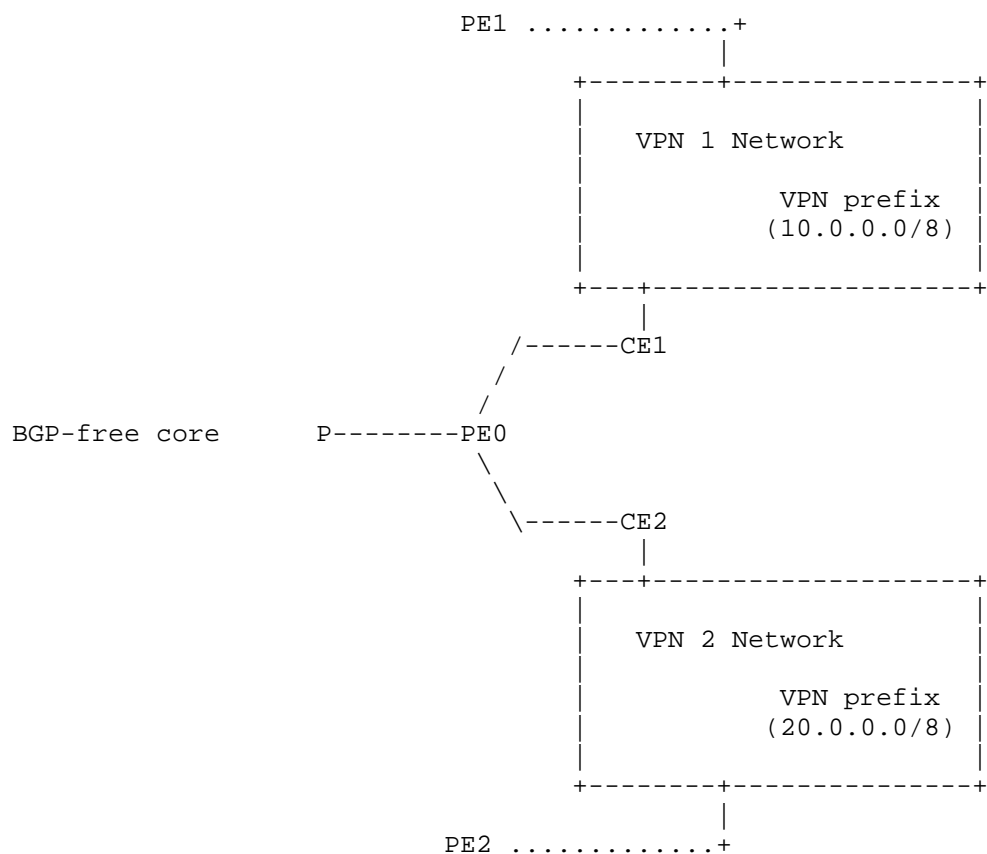 PE1 .............+
|
+--------+---------------+
| |
| VPN 1 Network |
| |
| VPN prefix |
| (10.0.0.0/8) |
| |
+---+--------------------+
|
/------CE1
/
/
BGP-free core P--------PE0
\
\
\------CE2
|
+---+--------------------+
| |
| VPN 2 Network |
| |
| VPN prefix |
| (20.0.0.0/8) |
| |
+--------+---------------+
|
PE2 .............+